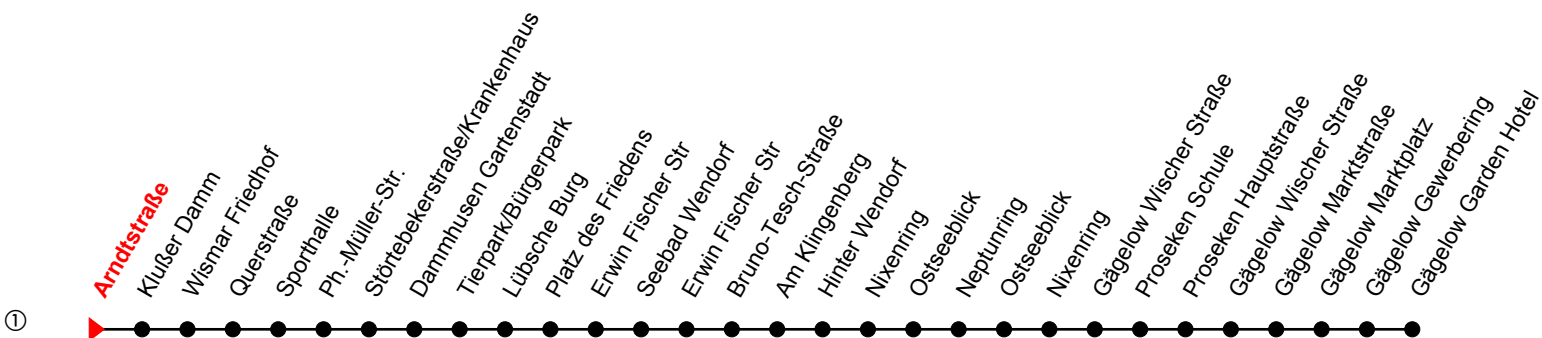 Arndtstraße
Klußer Damm
Wismar Friedhof
Querstraße
Sporthalle
Ph.-Müller-Str.
Störtebekerstraße/Krankenhaus
Dammhusen Gartenstadt
Tierpark/Bürgerpark
Lübsche Burg
Platz des Friedens
Erwin Fischer Str
Seebad Wendorf
Erwin Fischer Str
Bruno-Tesch-Straße
Am Klingenberg
Hinter Wendorf
Nixenring
Ostseeblick
Neptunring
Ostseeblick
Nixenring
Gägelow Wischer Straße
Proseken Schule
Proseken Hauptstraße
Gägelow Wischer Straße
Gägelow Marktstraße
Gägelow Marktplatz
Gägelow Gewerbering
Gägelow Garden Hotel
①